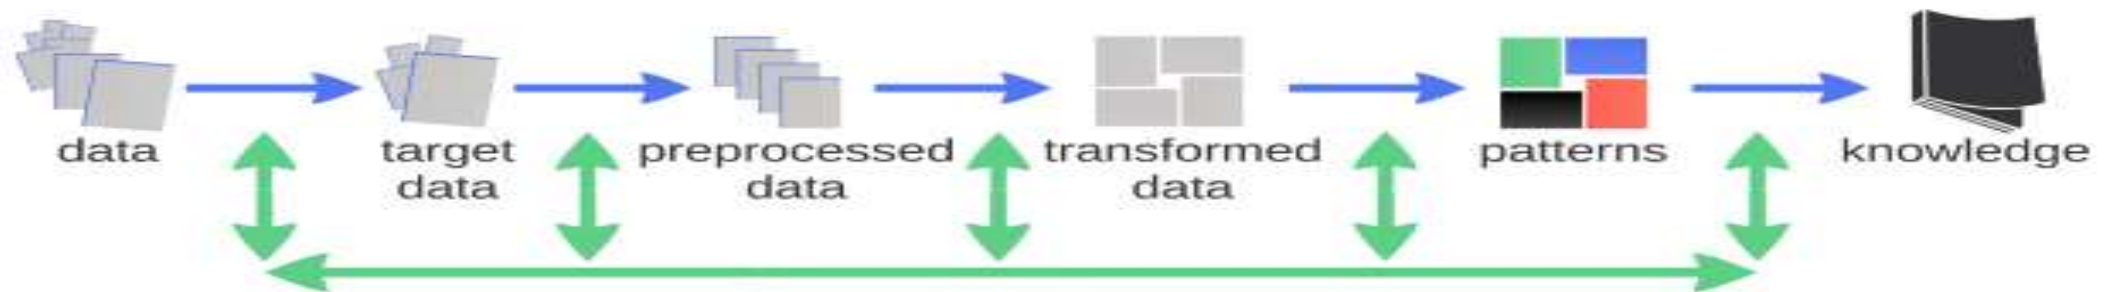 data
target
data
preprocessed
data
transformed
data
patterns
knowledge